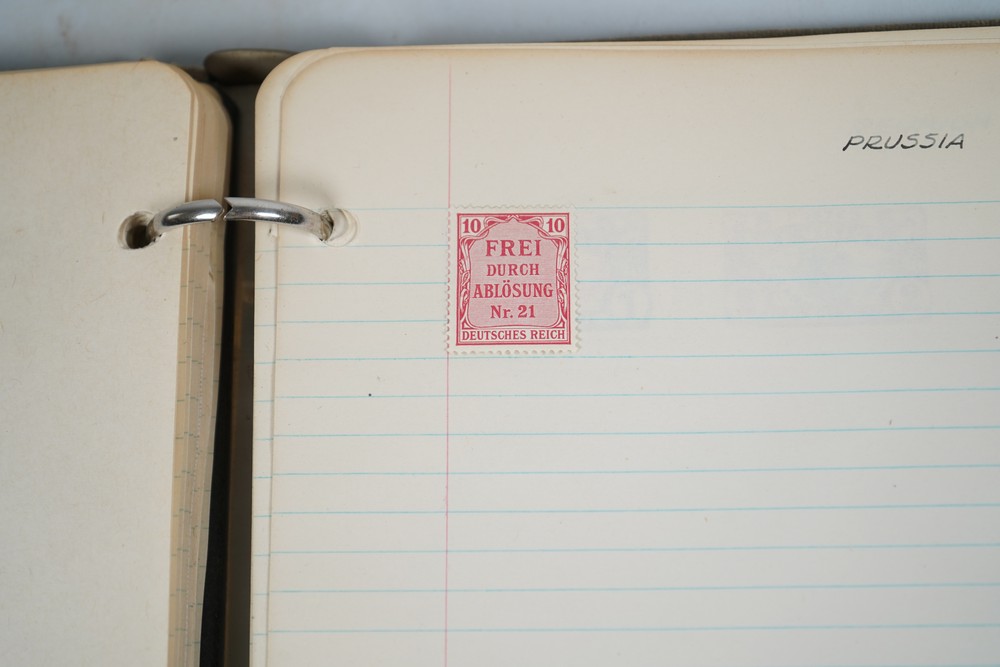 PRUSSIA
10 10
FREI
DURCH
ABLÖSUNG
Nr. 21
DEUTSCHES REICH